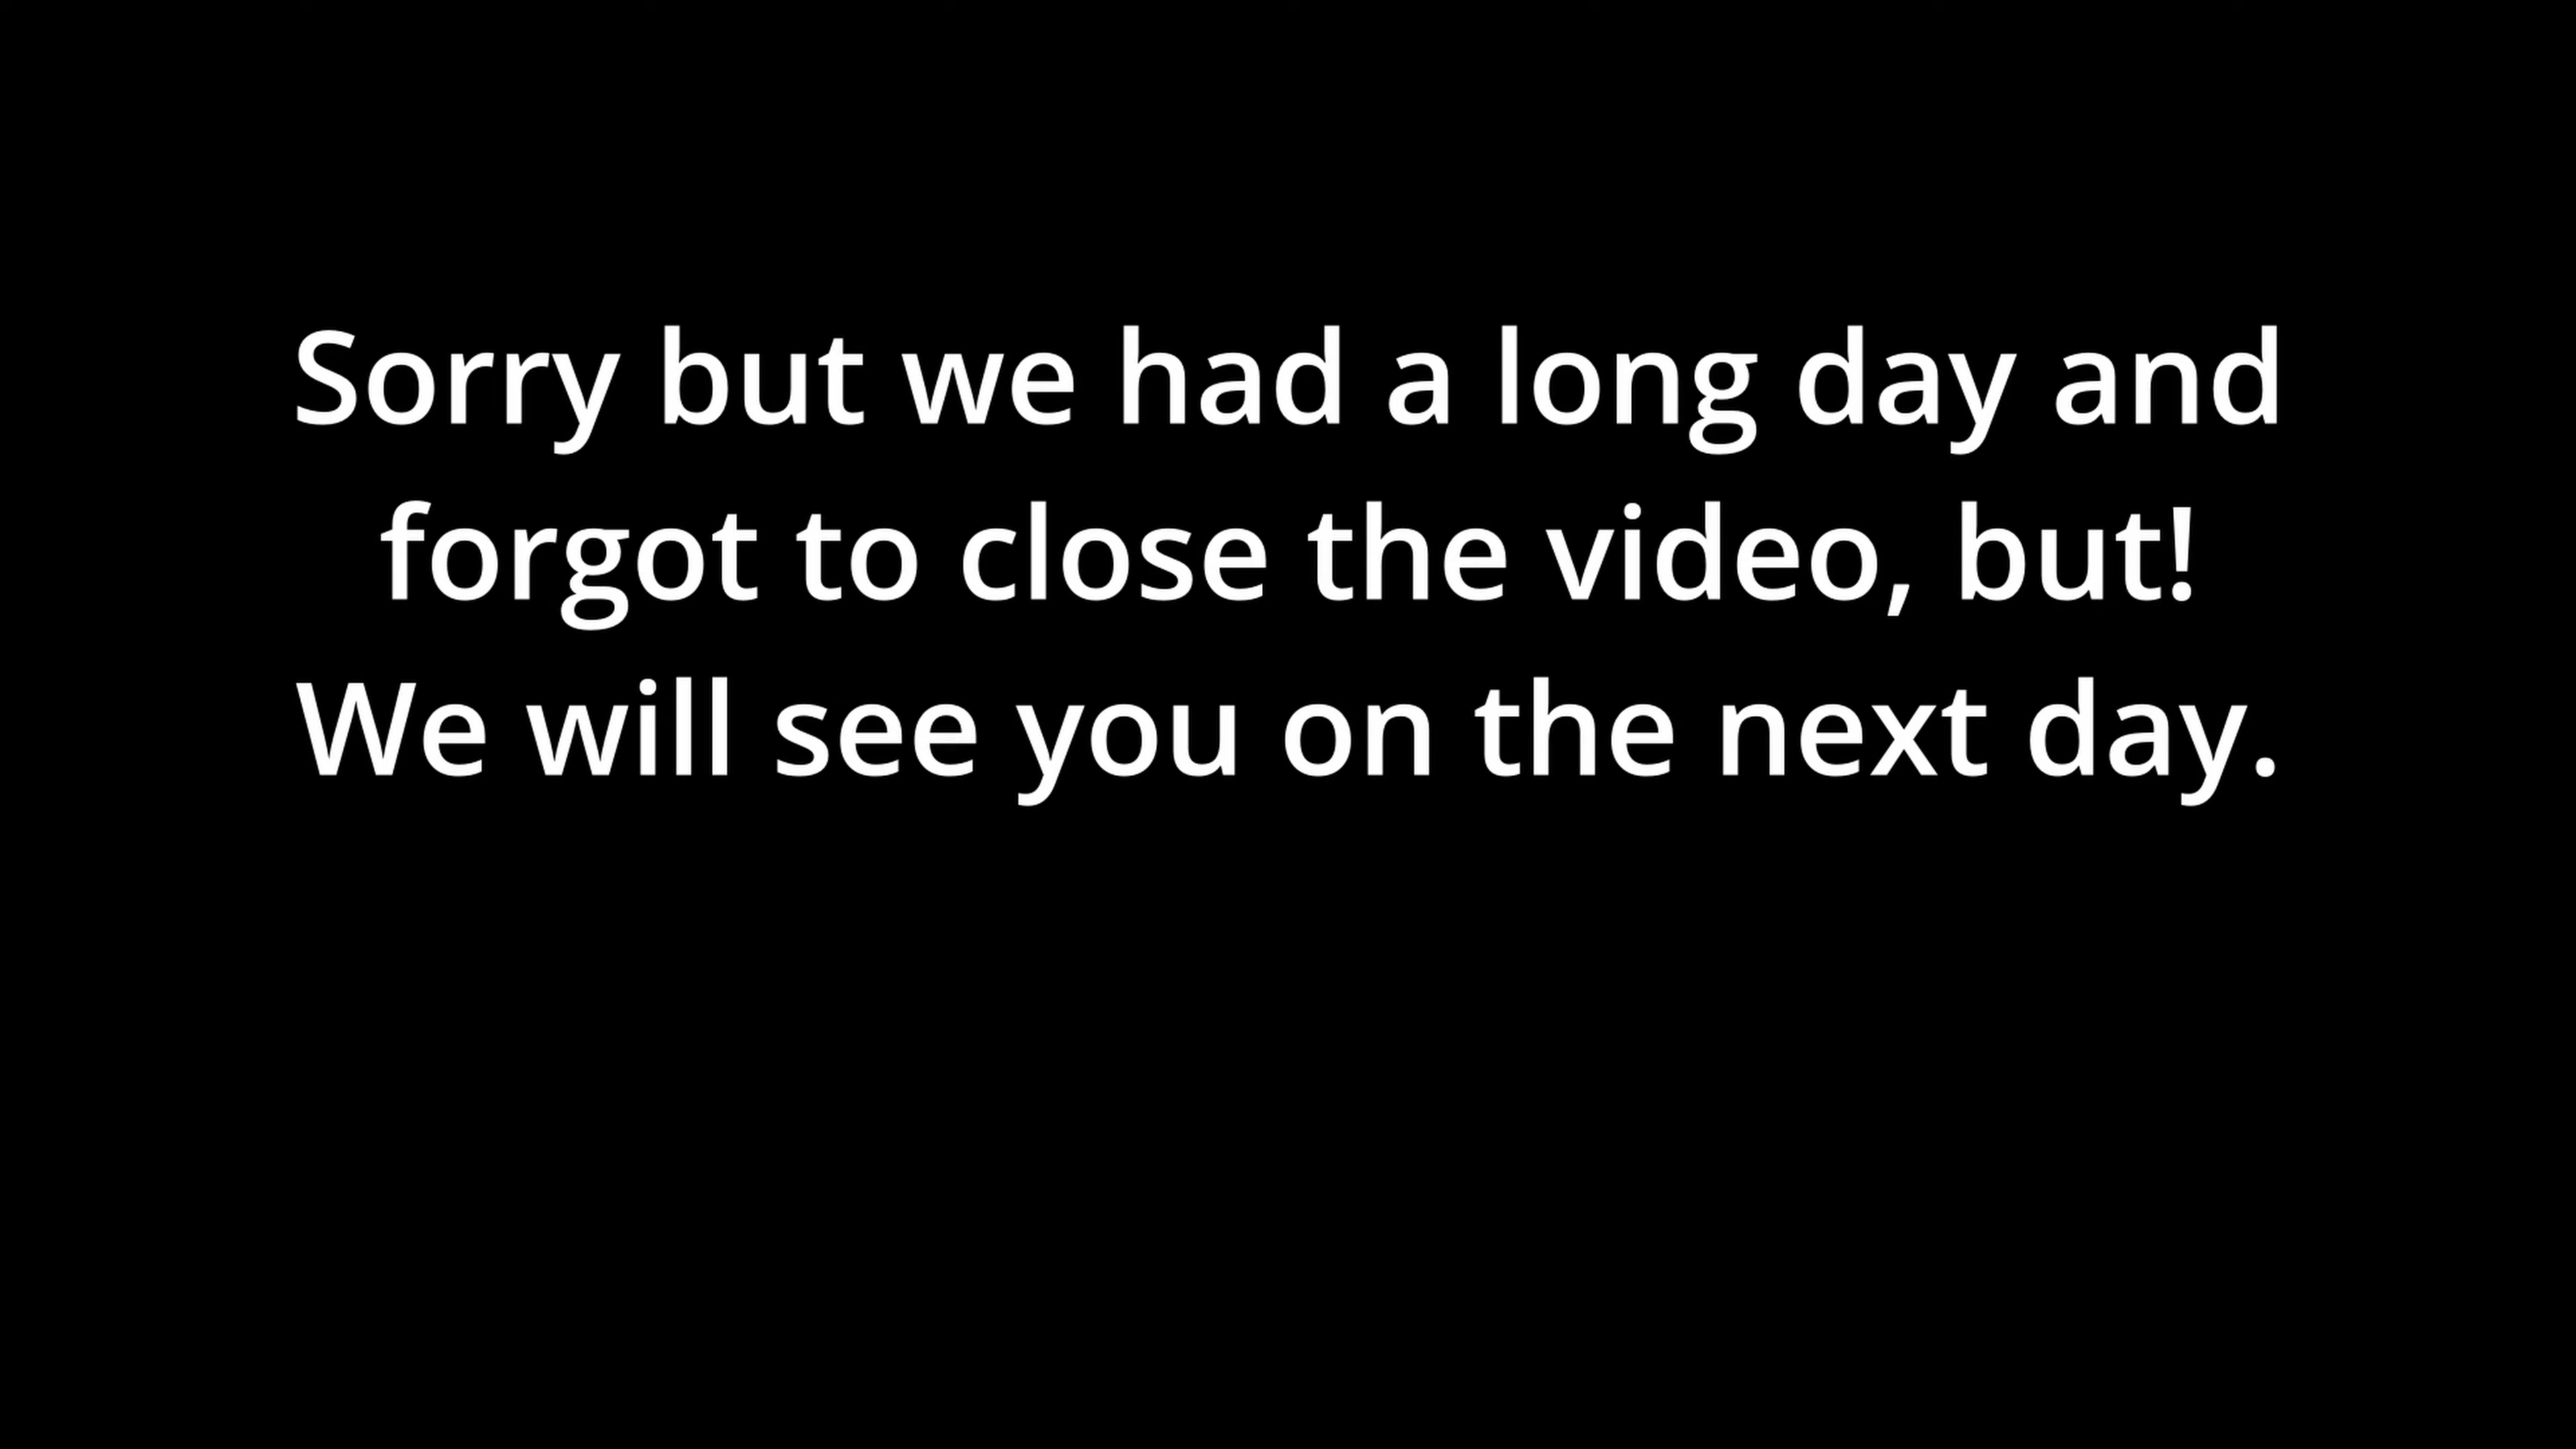 Sorry but we had a long day and
forgot to close the video, but!
We will see you on the next day.